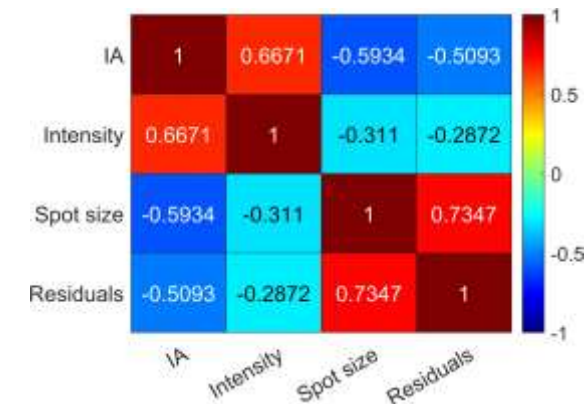 IA 1 0.6671 -0.5934 -0.5093
Intensity 0.6671 1 -0.311 -0.2872
Spot size -0.5934 -0.311 1 0.7347
Residuals -0.5093 -0.2872 0.7347 1
IA Intensity Spot size Residuals
1
0.5
0
-0.5
-1